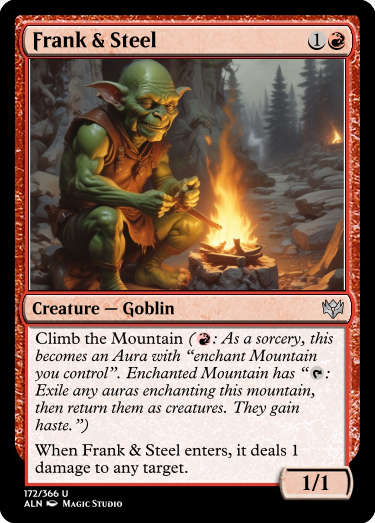 Frank & Steel 1
Creature — Goblin
Climb the Mountain ( : As a sorcery, this
becomes an Aura with “enchant Mountain
you control”. Enchanted Mountain has “ :
Exile any auras enchanting this mountain,
then return them as creatures. They gain
haste.”)
When Frank & Steel enters, it deals 1
damage to any target.
1/1
172/366 U
ALN Magic Studio